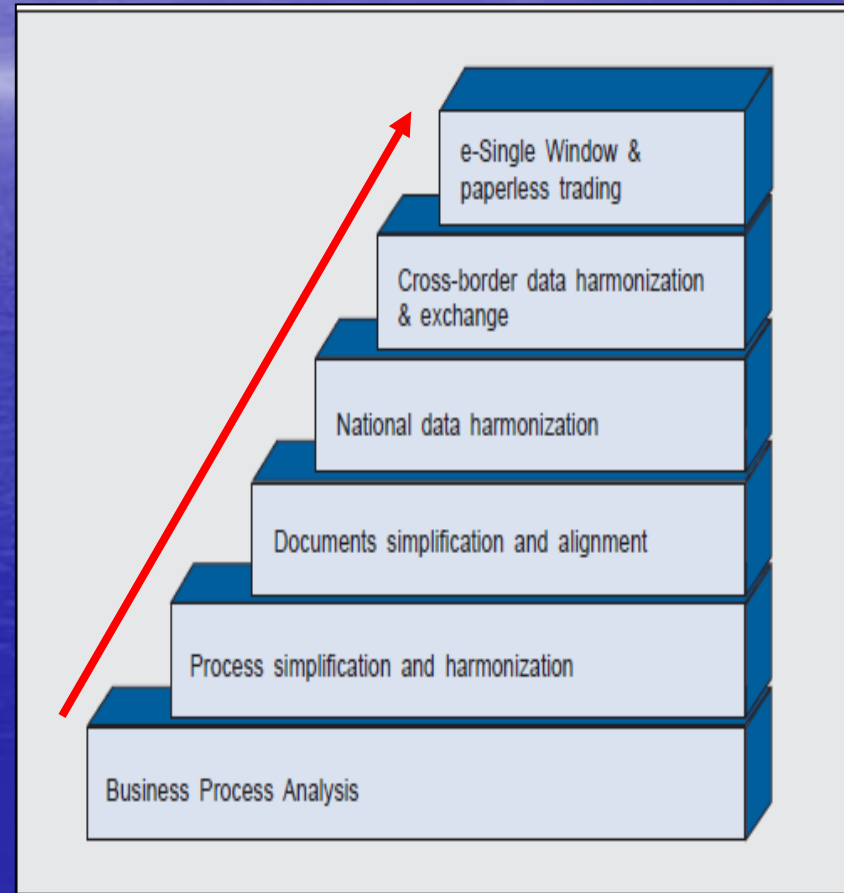 e-Single Window &
paperless trading
Cross-border data harmonization
& exchange
National data harmonization
Documents simplification and alignment
Process simplification and harmonization
Business Process Analysis